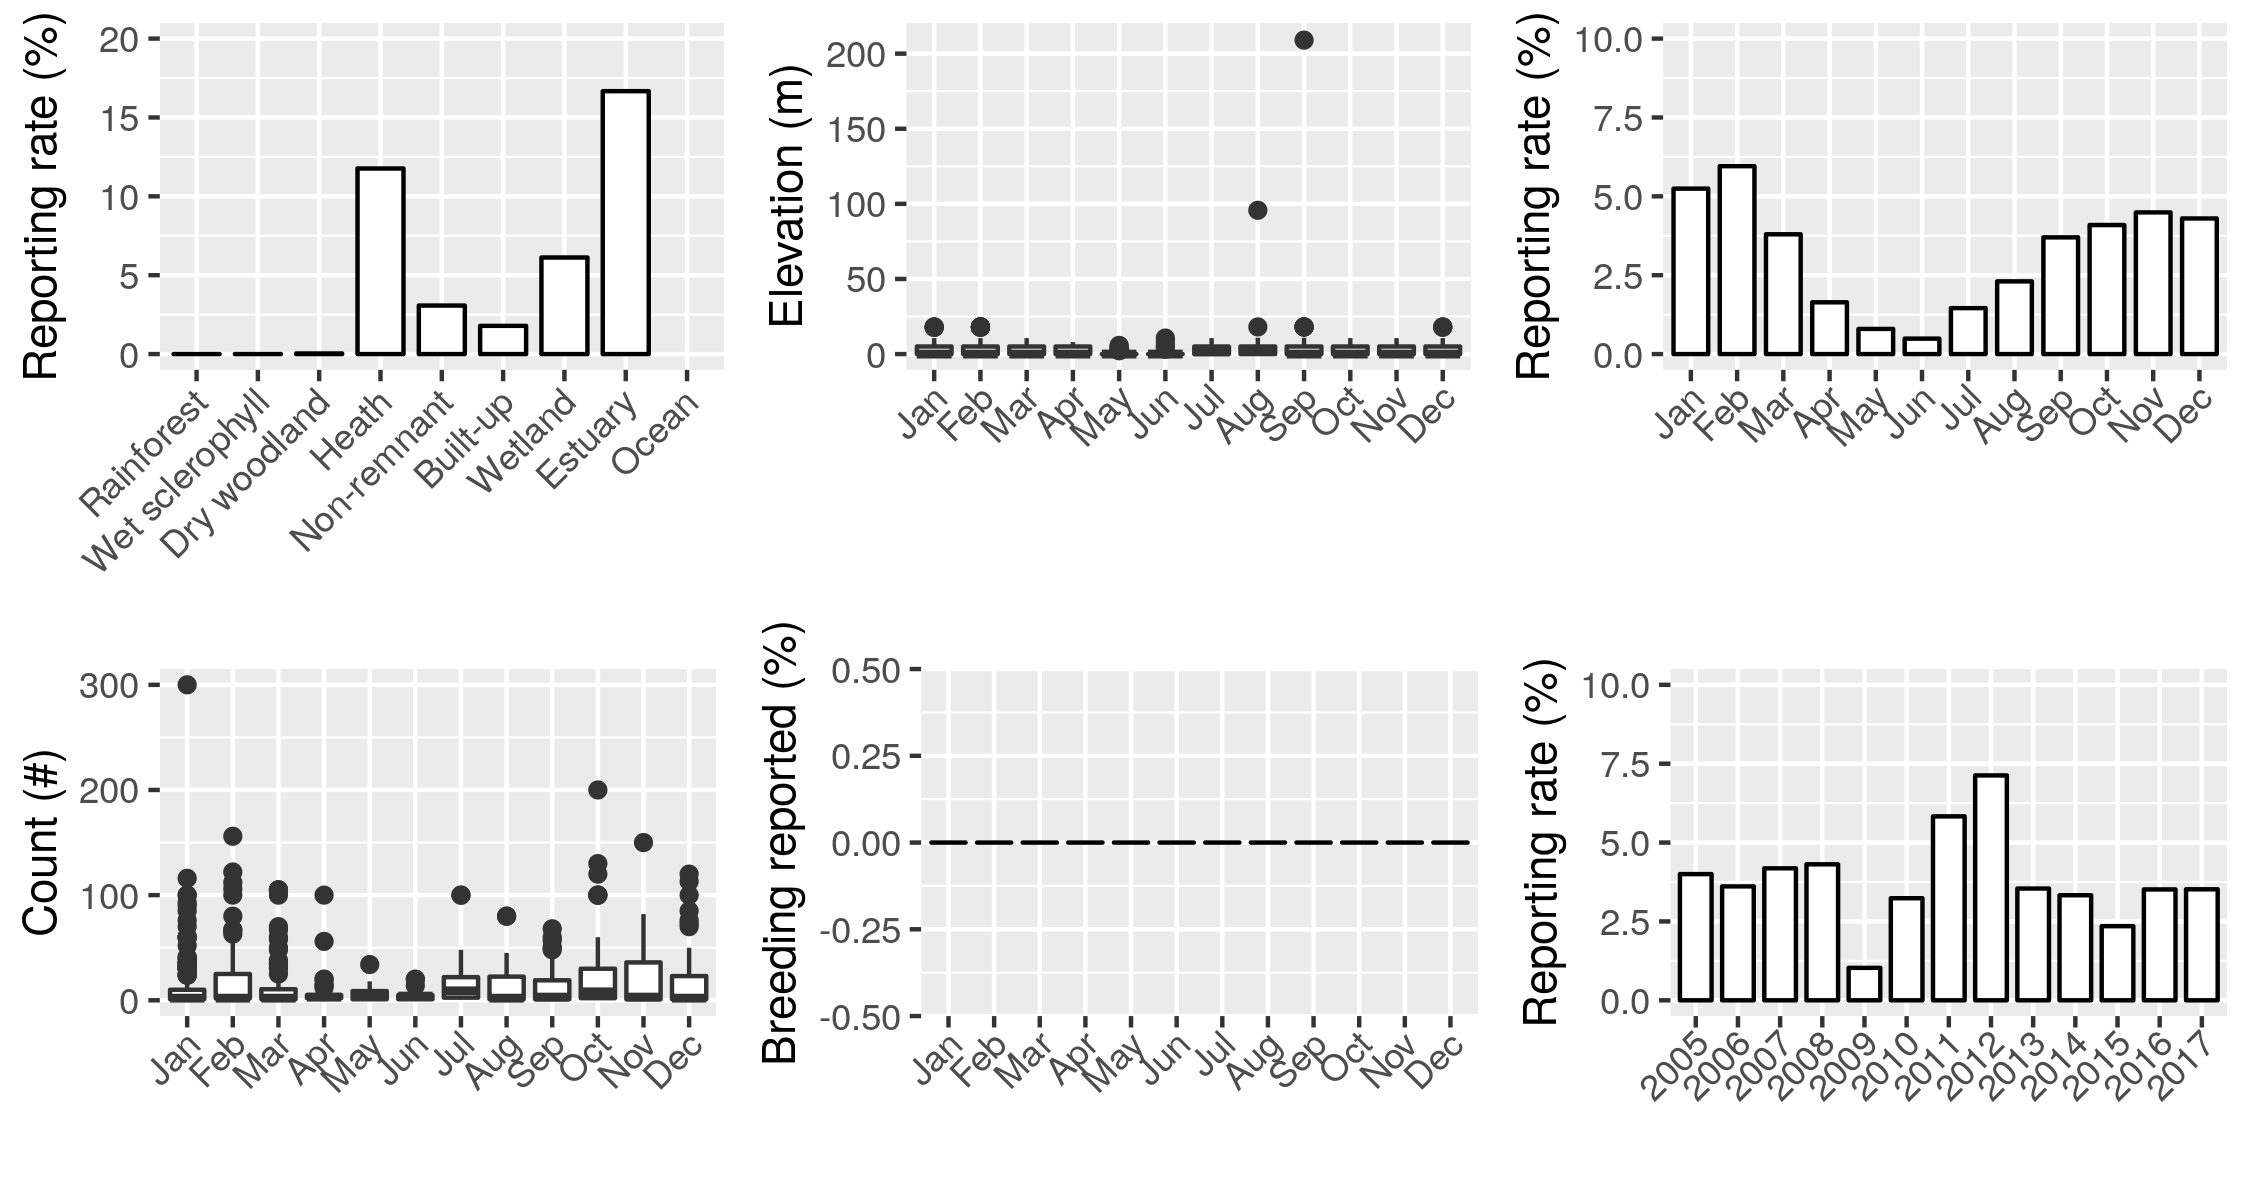 Reporting rate (%)
20
15
10
5
0
Rainforest
Wet sclerophyll
Dry woodland
Heath
Non-remnant
Built-up
Wetland
Estuary
Ocean
Elevation (m)
200
150
100
50
0
Jan
Feb
Mar
Apr
May
Jun
Jul
Aug
Sep
Oct
Nov
Dec
Reporting rate (%)
10.0
7.5
5.0
2.5
0.0
Jan
Feb
Mar
Apr
May
Jun
Jul
Aug
Sep
Oct
Nov
Dec
Count (#)
300
200
100
0
Jan
Feb
Mar
Apr
May
Jun
Jul
Aug
Sep
Oct
Nov
Dec
Breeding reported (%)
0.50
0.25
0.00
-0.25
-0.50
Jan
Feb
Mar
Apr
May
Jun
Jul
Aug
Sep
Oct
Nov
Dec
Reporting rate (%)
10.0
7.5
5.0
2.5
0.0
2005
2006
2007
2008
2009
2010
2011
2012
2013
2014
2015
2016
2017